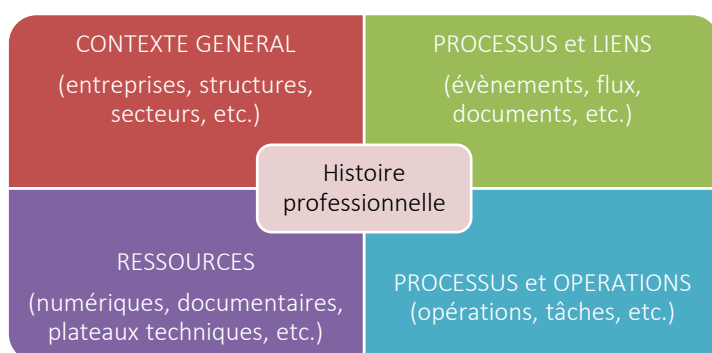 CONTEXTE GENERAL
(entreprises, structures,
secteurs, etc.)
PROCESSUS et LIENS
(évènements, flux,
documents, etc.)
Histoire
professionnelle
RESSOURCES
(numériques, documentaires,
plateaux techniques, etc.)
PROCESSUS et OPERATIONS
(opérations, tâches, etc.)